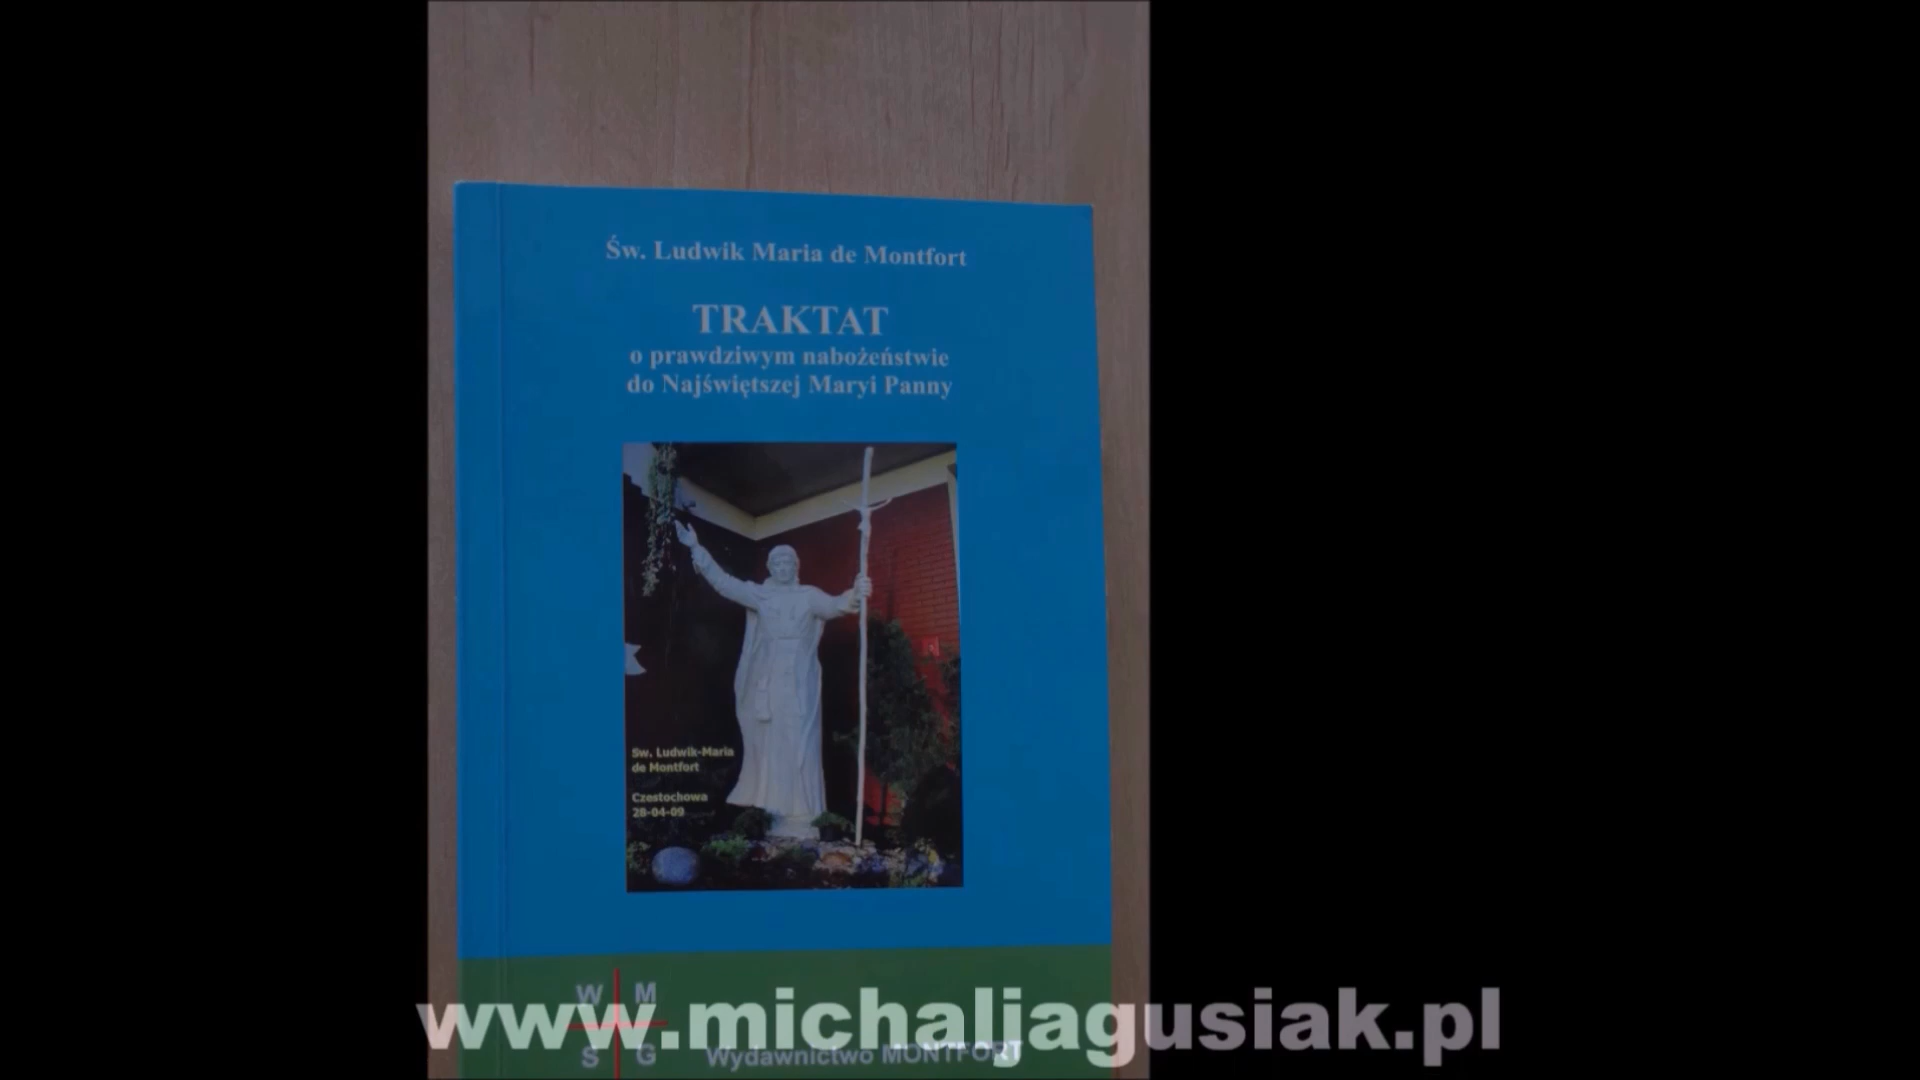 Św. Ludwik Maria de Montfort
TRAKTAT
o prawdziwym nabożeństwie
do Najświętszej Maryi Panny
Sw. Ludwik-Maria
de Montfort
Czestochowa
28-04-09
W M
S G
Wydawnictwo MONTFORT
www.michaljagusiak.pl